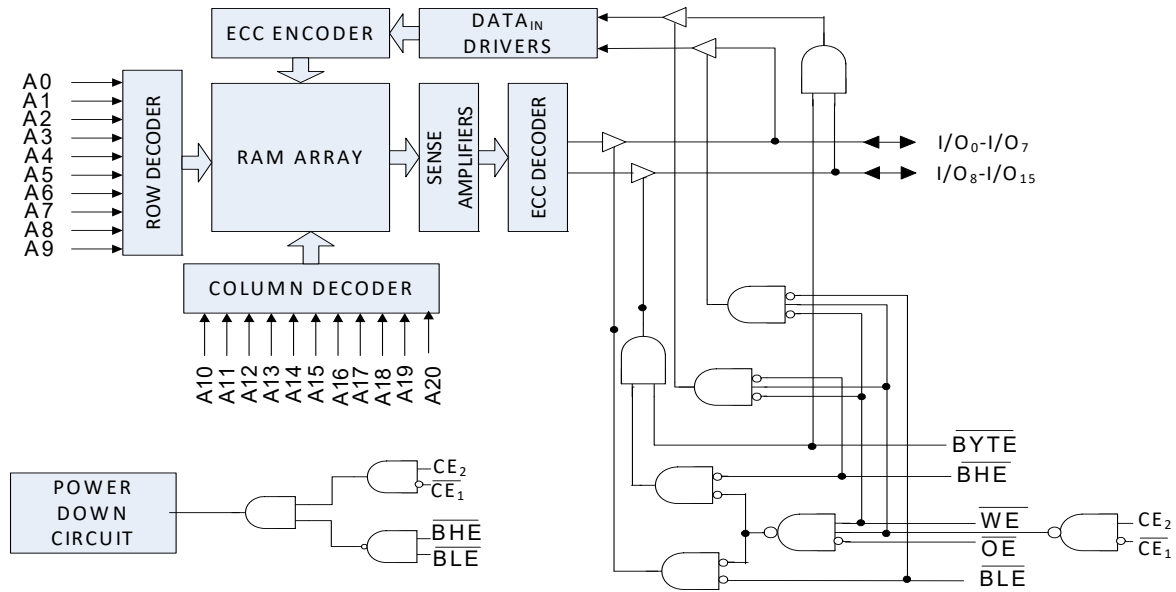 ECC ENCODER
DATAIN
DRIVERS
A0
A1
A2
A3
A4
A5
A6
A7
A8
A9
ROW DECODER
RAM ARRAY
SENSE
AMPLIFIERS
ECC DECODER
I/O0-I/O7
I/O8-I/O15
COLUMN DECODER
A10
A11
A12
A13
A14
A15
A16
A17
A18
A19
A20
BYTE
BHE
WE
OE
BLE
CE2
CE1
POWER
DOWN
CIRCUIT
CE2
CE1
BHE
BLE